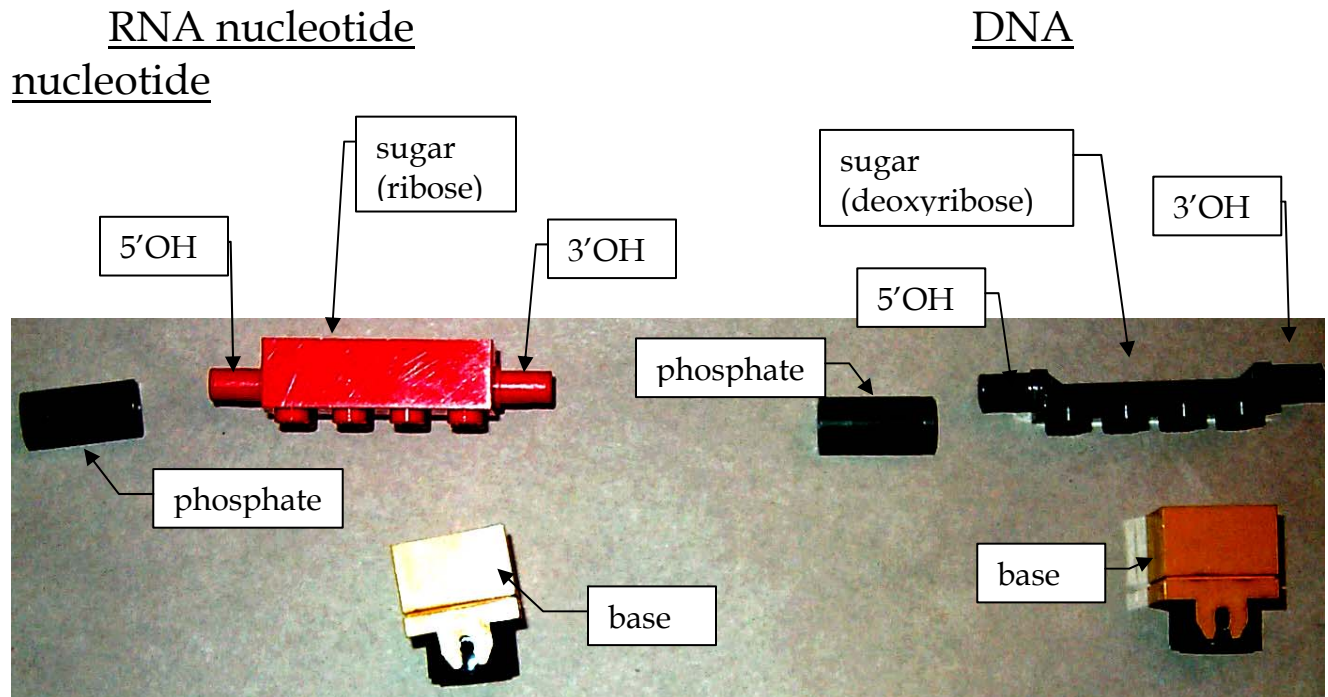 RNA nucleotide DNA
nucleotide
sugar
(ribose)
sugar
(deoxyribose)
3’OH
5’OH
3’OH
5’OH
phosphate
phosphate
base
base